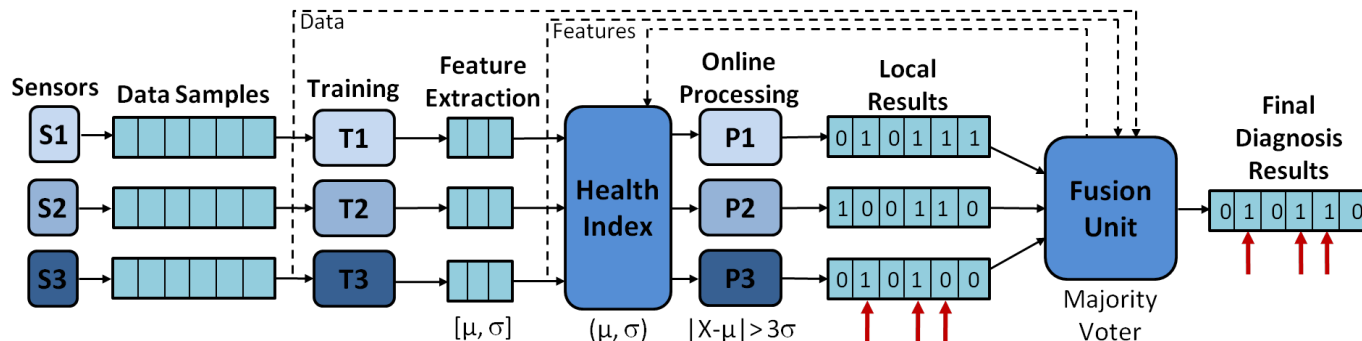 Data
Features
Sensors
Data Samples
Training
Feature
Extraction
Online
Processing
Local
Results
Final
Diagnosis
Results
S1
T1
P1
0 1 0 1 1 1
S2
T2
Health
Index
P2
1 0 0 1 1 0
Fusion
Unit
0 1 0 1 1 0
S3
T3
P3
0 1 0 1 0 0
[μ, σ]
(μ, σ)
|X-μ| > 3σ
Majority
Voter